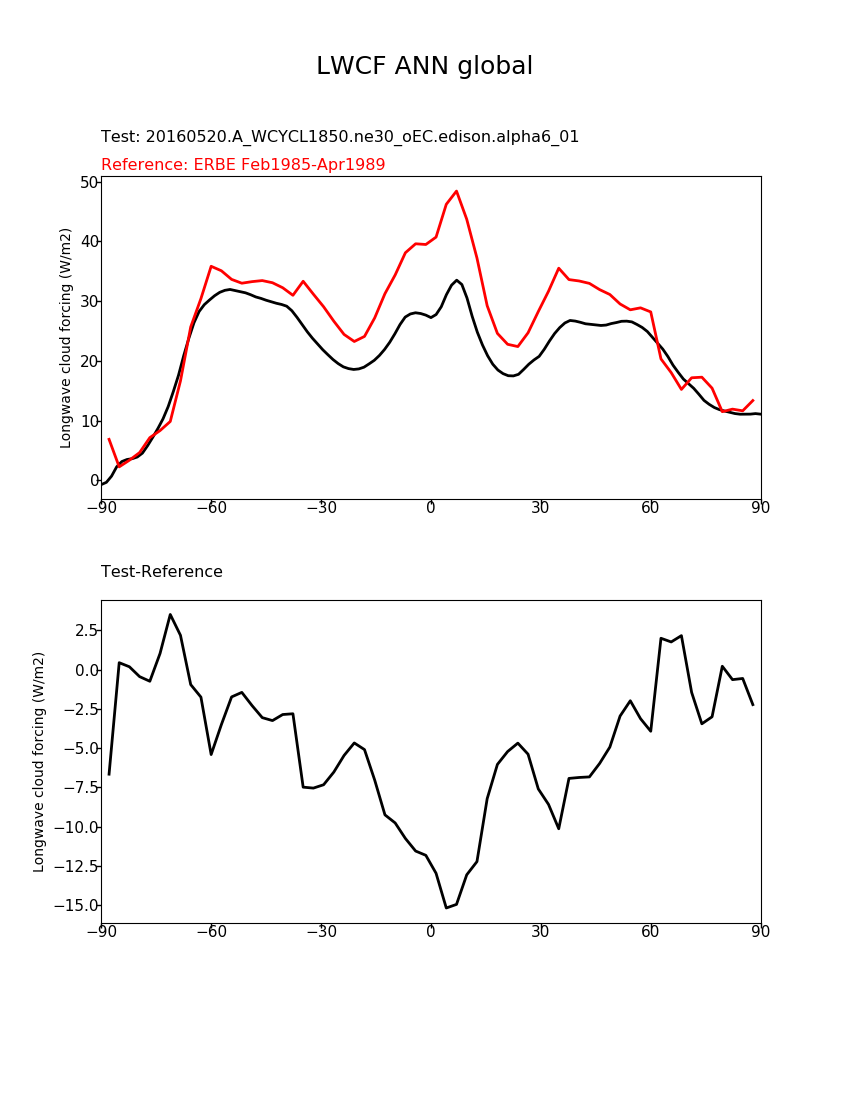 LWCF ANN global
Test: 20160520.A_WCYCL1850.ne30_oEC.edison.alpha6_01
Reference: ERBE Feb1985-Apr1989
Longwave cloud forcing (W/m2)
50
40
30
20
10
0
−90 −60 −30 0 30 60 90
Test-Reference
Longwave cloud forcing (W/m2)
2.5
0.0
−2.5
−5.0
−7.5
−10.0
−12.5
−15.0
−90 −60 −30 0 30 60 90